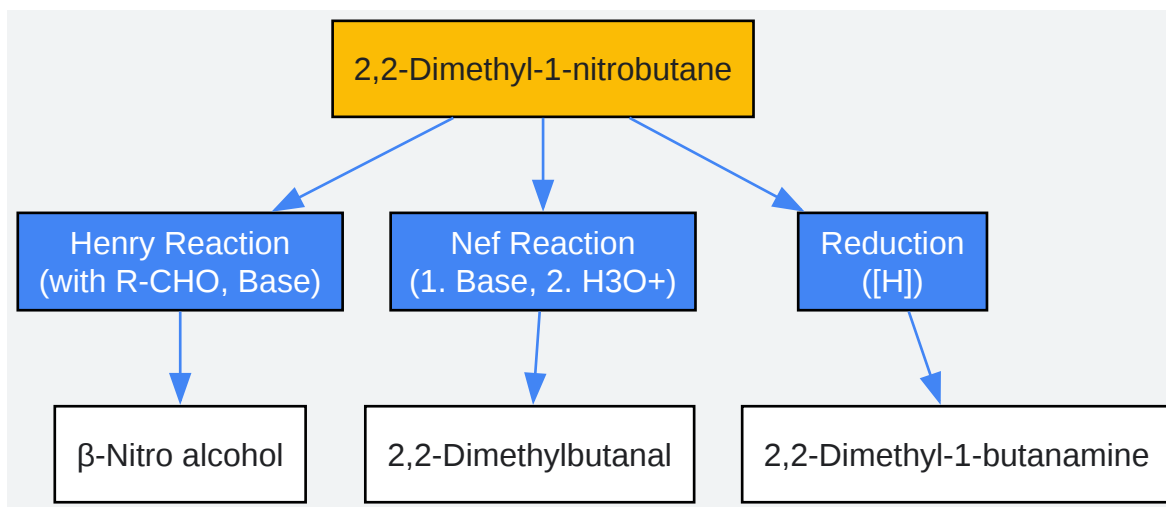 2,2-Dimethyl-1-nitrobutane
Henry Reaction
(with R-CHO, Base)
Nef Reaction
(1. Base, 2. H3O+)
Reduction
([H])
β-Nitro alcohol
2,2-Dimethylbutanal
2,2-Dimethyl-1-butanamine